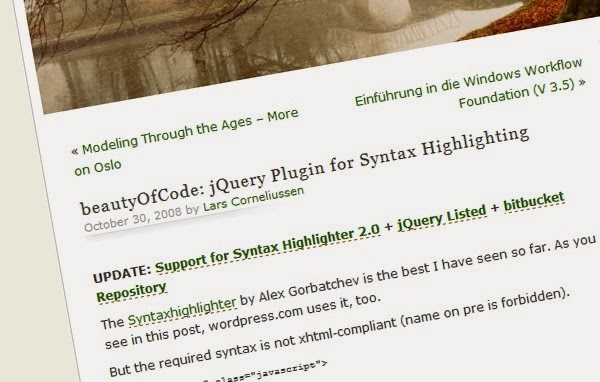 « Modeling Through the Ages – More
on Oslo
Einführung in die Windows Workflow
Foundation (V 3.5) »
beautyOfCode: jQuery Plugin for Syntax Highlighting
October 30, 2008 by Lars Corneliussen
UPDATE: Support for Syntax Highlighter 2.0 + jQuery Listed + bitbucket
Repository
The Syntaxhighlighter by Alex Gorbatchev is the best I have seen so far. As you
see in this post, wordpress.com uses it, too.
But the required syntax is not xhtml-compliant (name on pre is forbidden).
class="javascript">